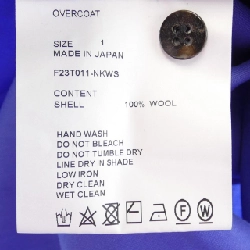 OVERCOAT
SIZE 1
MADE IN JAPAN
F23T011-NKWS
CONTENT
SHELL 100% WOOL
HAND WASH
DO NOT BLEACH
DO NOT TUMBLE DRY
LINE DRY IN SHADE
LOW IRON
DRY CLEAN
WET CLEAN
F W